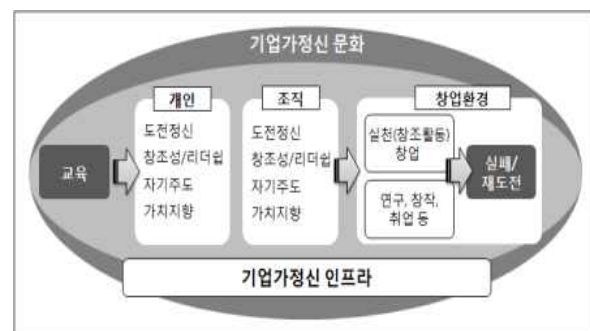 기업가정신 문화
개인
도전정신
창조성/리더쉽
자기주도
가치지향
조직
도전정신
창조성/리더쉽
자기주도
가치지향
창업환경
실천(창조활동)
창업
연구, 창작,
취업 등
교육
실패/
재도전
기업가정신 인프라